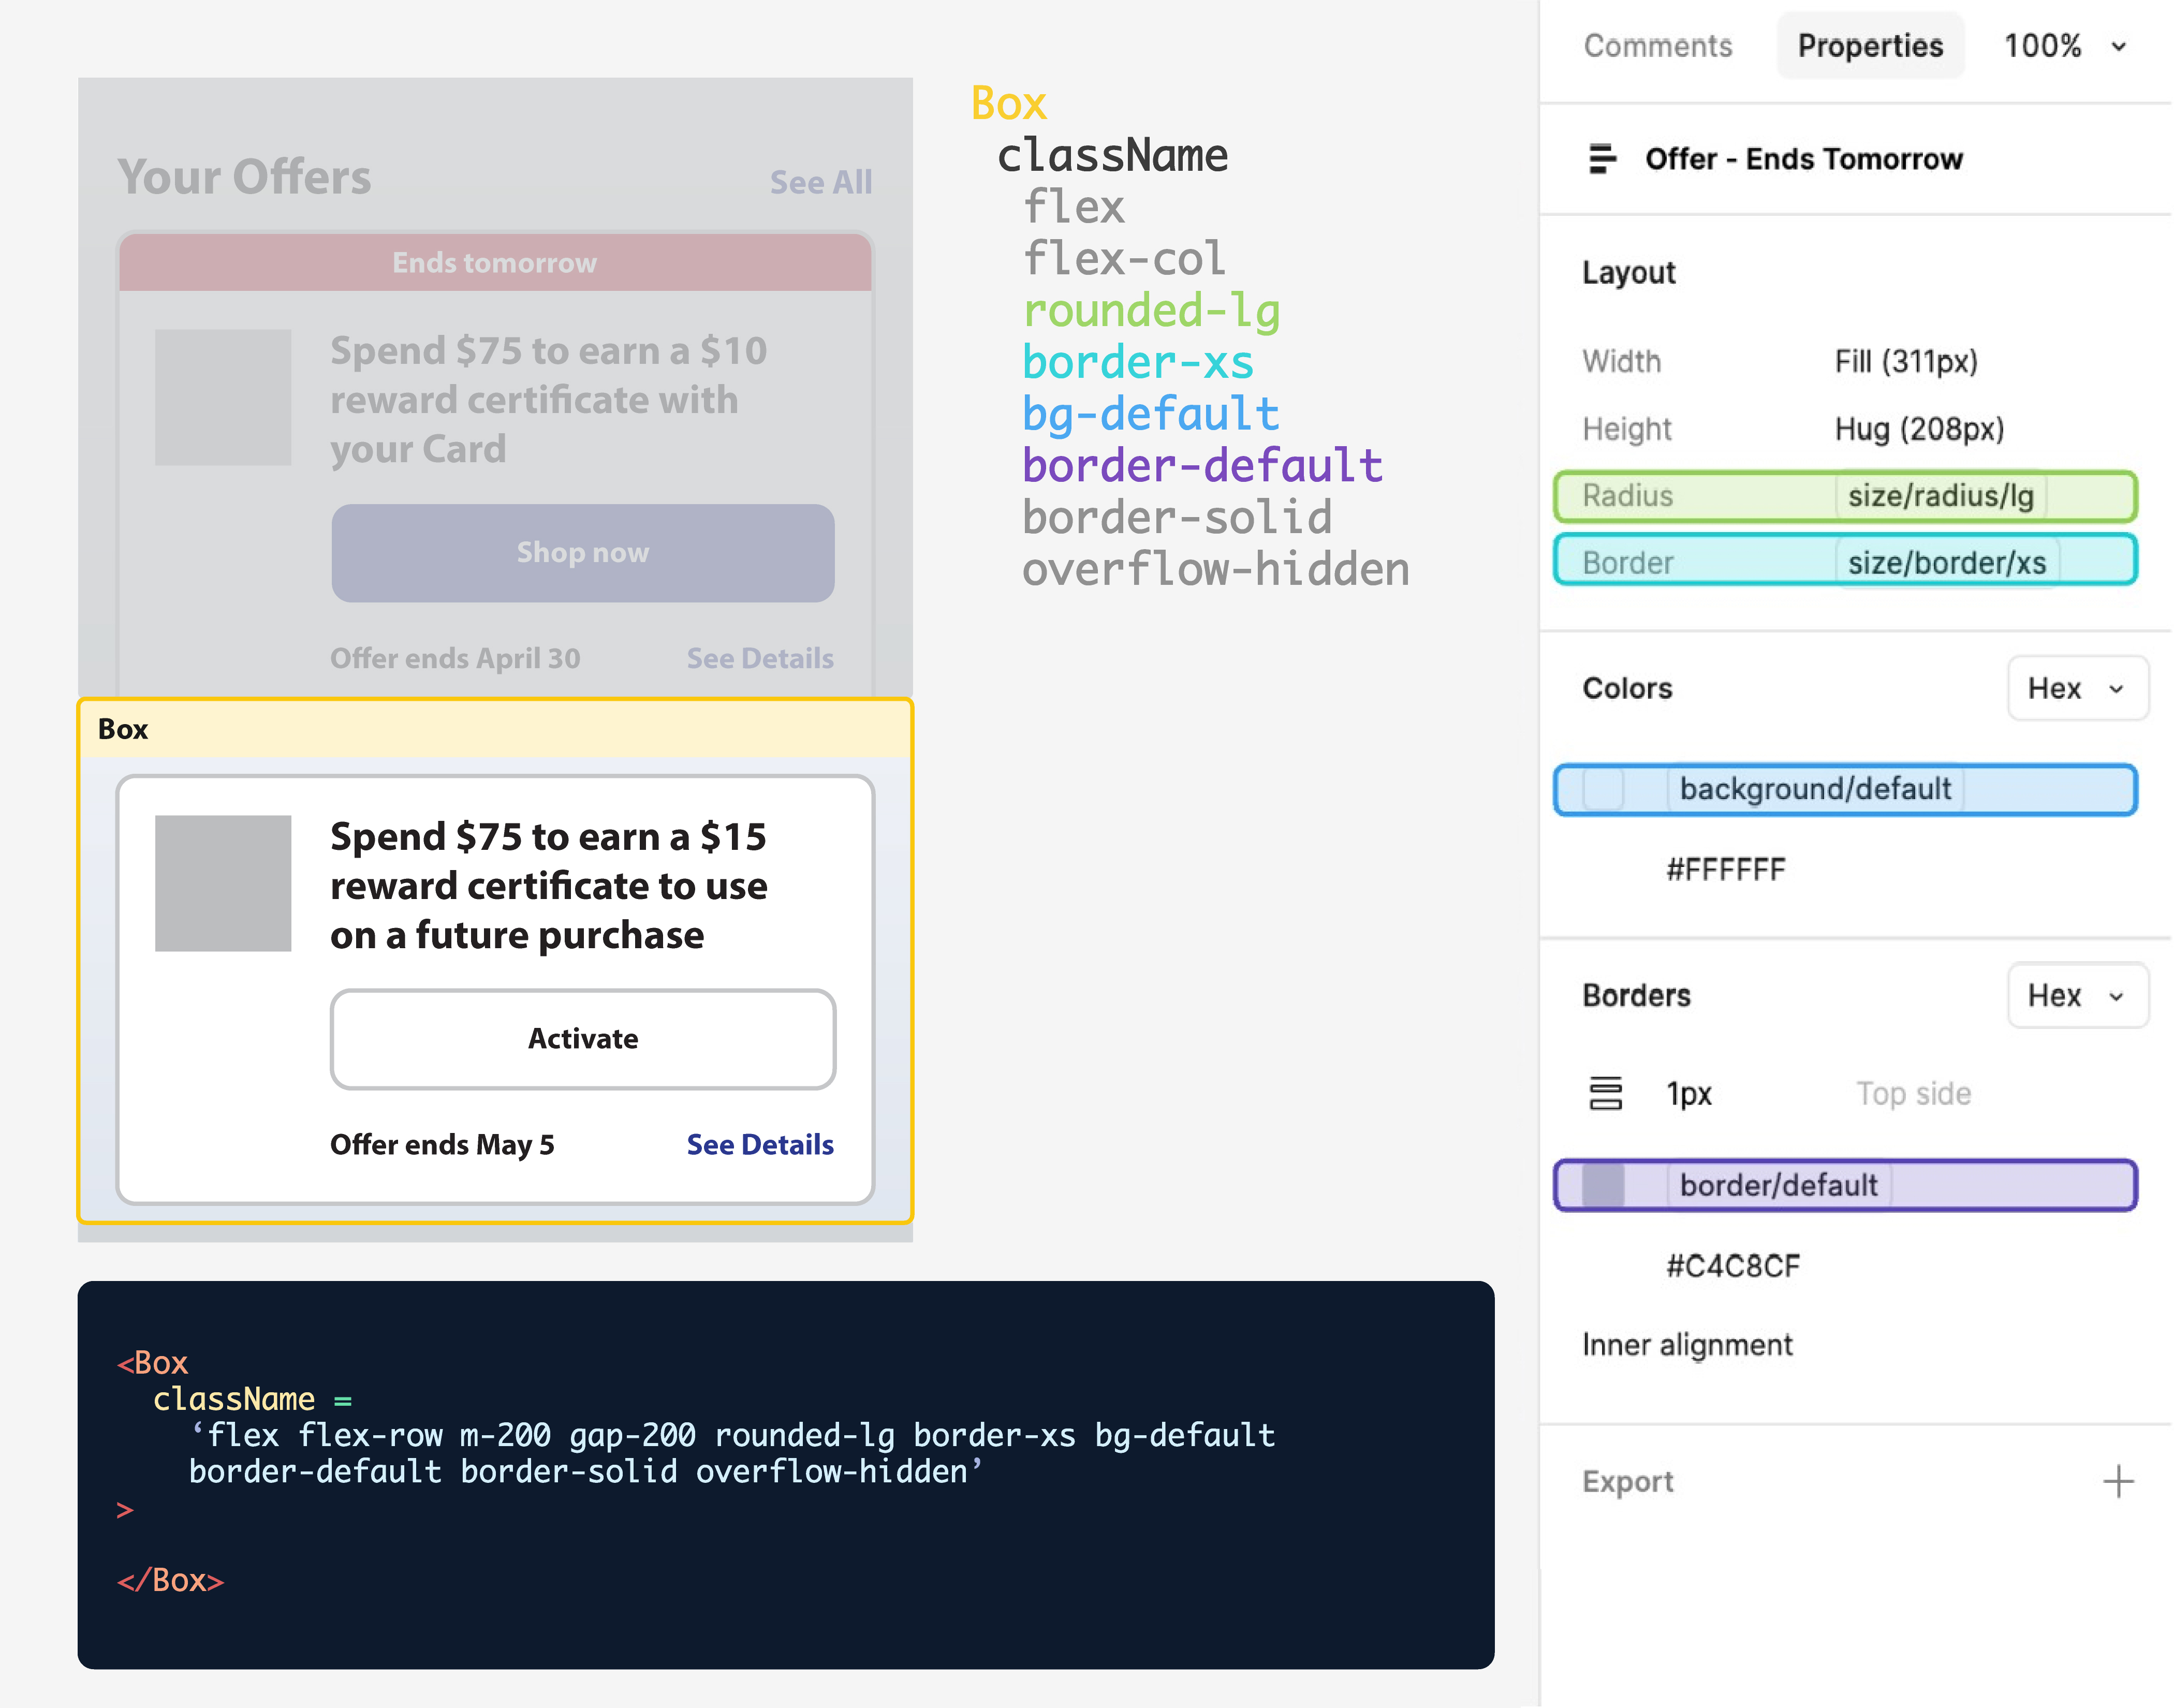 Your Offers
See All
Ends tomorrow
Spend $75 to earn a $10
reward certificate with
your Card
Shop now
Offer ends April 30
See Details
Box
Spend $75 to earn a $15
reward certificate to use
on a future purchase
Activate
Offer ends May 5
See Details
Box
className
flex
flex-col
rounded-lg
border-xs
bg-default
border-default
border-solid
overflow-hidden
<Box
className =
‘flex flex-row m-200 gap-200 rounded-lg border-xs bg-default
border-default border-solid overflow-hidden’
>
</Box>
Comments Properties 100%
Offer - Ends Tomorrow
Layout
Width Fill (311px)
Height Hug (208px)
Radius size/radius/lg
Border size/border/xs
Colors Hex
background/default
#FFFFFF
Borders Hex
1px Top side
border/default
#C4C8CF
Inner alignment
Export +